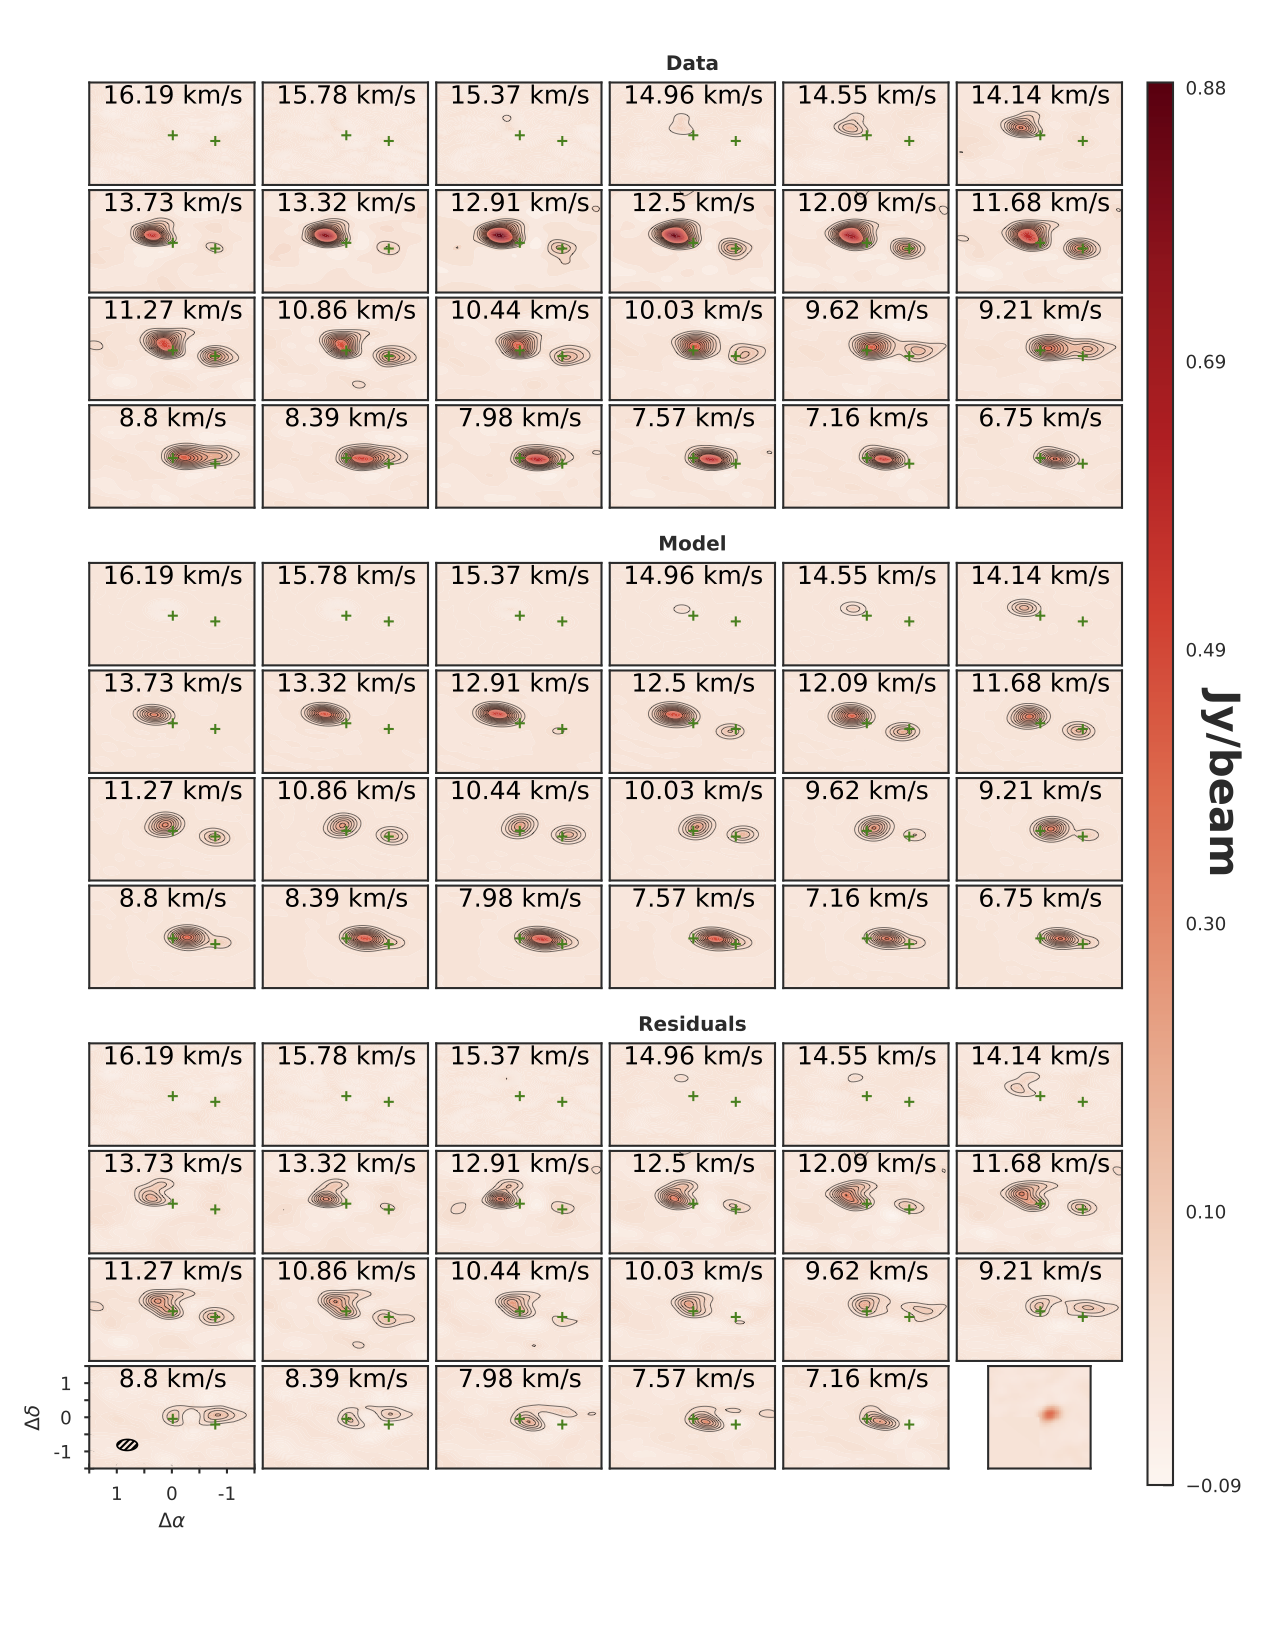 Data
16.19 km/s 15.78 km/s 15.37 km/s 14.96 km/s 14.55 km/s 14.14 km/s
13.73 km/s 13.32 km/s 12.91 km/s 12.5 km/s 12.09 km/s 11.68 km/s
11.27 km/s 10.86 km/s 10.44 km/s 10.03 km/s 9.62 km/s 9.21 km/s
8.8 km/s 8.39 km/s 7.98 km/s 7.57 km/s 7.16 km/s 6.75 km/s
Model
16.19 km/s 15.78 km/s 15.37 km/s 14.96 km/s 14.55 km/s 14.14 km/s
13.73 km/s 13.32 km/s 12.91 km/s 12.5 km/s 12.09 km/s 11.68 km/s
11.27 km/s 10.86 km/s 10.44 km/s 10.03 km/s 9.62 km/s 9.21 km/s
8.8 km/s 8.39 km/s 7.98 km/s 7.57 km/s 7.16 km/s 6.75 km/s
Residuals
16.19 km/s 15.78 km/s 15.37 km/s 14.96 km/s 14.55 km/s 14.14 km/s
13.73 km/s 13.32 km/s 12.91 km/s 12.5 km/s 12.09 km/s 11.68 km/s
11.27 km/s 10.86 km/s 10.44 km/s 10.03 km/s 9.62 km/s 9.21 km/s
8.8 km/s 8.39 km/s 7.98 km/s 7.57 km/s 7.16 km/s
1
0
-1
Δδ
1 0 -1
Δα
0.88
0.69
0.49
0.30
0.10
−0.09
Jy/beam